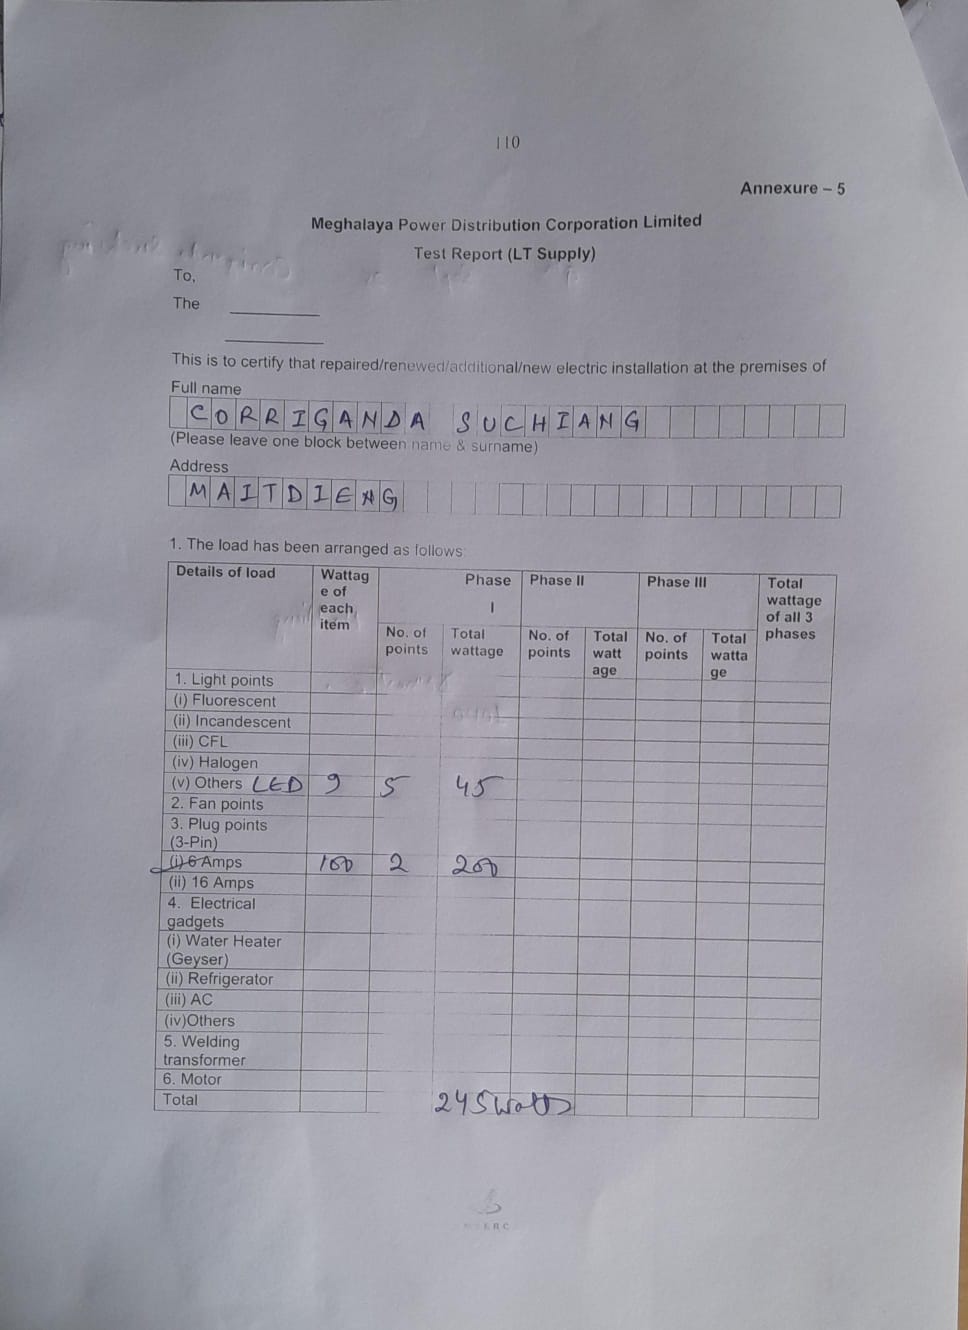 110
Annexure – 5
Meghalaya Power Distribution Corporation Limited
Test Report (LT Supply)
To,
The
This is to certify that repaired/renewed/additional/new electric installation at the premises of
Full name
CORRIGANDA SUCHIANG
(Please leave one block between name & surname)
Address
MAITDIENG
1. The load has been arranged as follows:
Details of load Wattag Phase Phase II Phase III Total
e of I wattage
each of all 3
item No. of Total No. of Total No. of Total phases
points wattage points watt points watta
age ge
1. Light points
(i) Fluorescent
(ii) Incandescent
(iii) CFL
(iv) Halogen
(v) Others LED 9 5 45
2. Fan points
3. Plug points
(3-Pin)
(i) 6 Amps 100 2 200
(ii) 16 Amps
4. Electrical
gadgets
(i) Water Heater
(Geyser)
(ii) Refrigerator
(iii) AC
(iv)Others
5. Welding
transformer
6. Motor
Total 245 watts